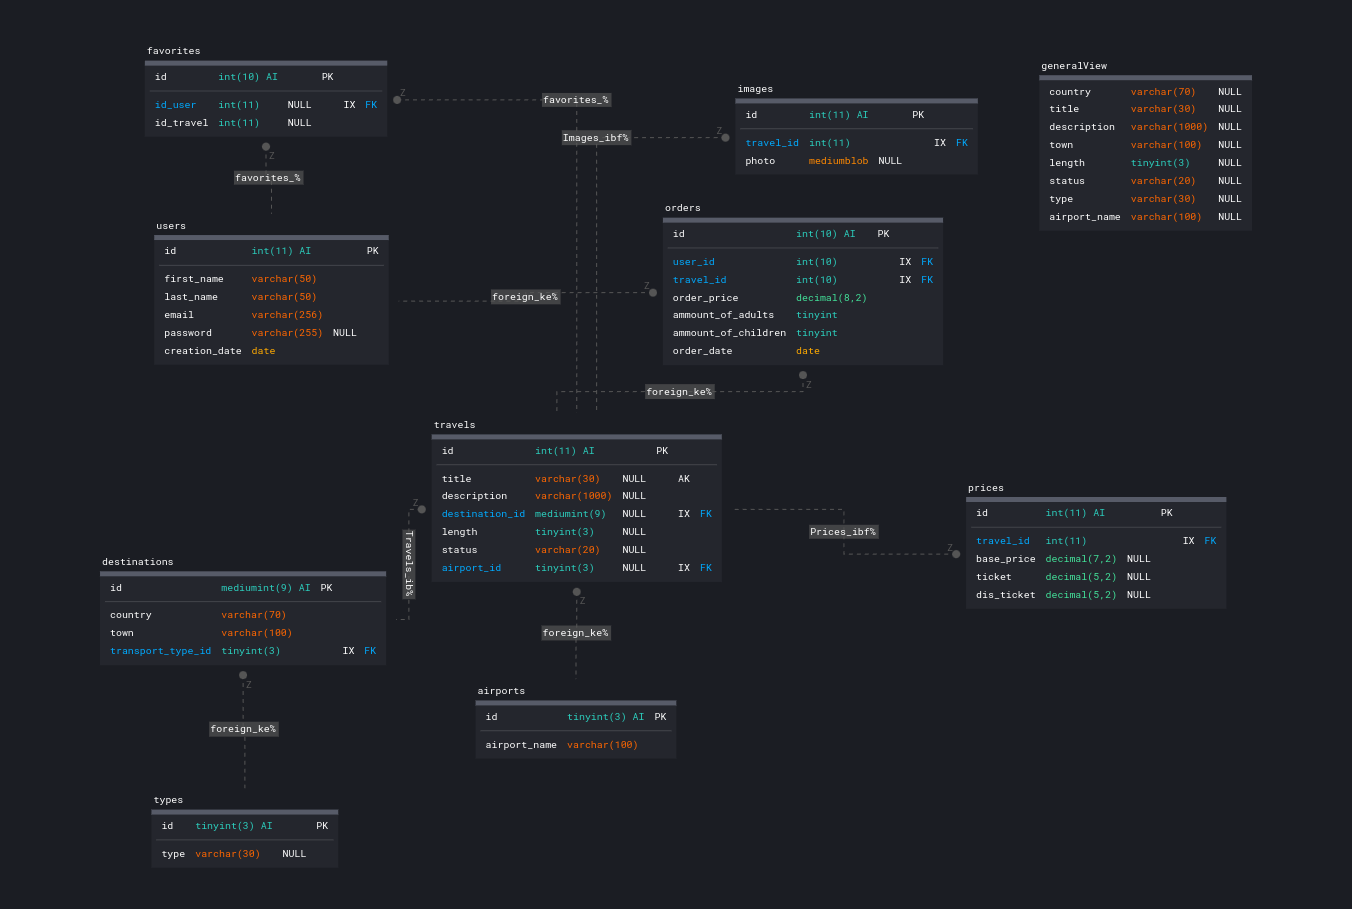 favorites
id int(10) AI PK
id_user int(11) NULL IX FK
id_travel int(11) NULL
Z
favorites_%
Z
favorites_%
Images_ibf%
Z
images
id int(11) AI PK
travel_id int(11) IX FK
photo mediumblob NULL
generalView
country varchar(70) NULL
title varchar(30) NULL
description varchar(1000) NULL
town varchar(100) NULL
length tinyint(3) NULL
status varchar(20) NULL
type varchar(30) NULL
airport_name varchar(100) NULL
users
id int(11) AI PK
first_name varchar(50)
last_name varchar(50)
email varchar(256)
password varchar(255) NULL
creation_date date
foreign_ke%
Z
orders
id int(10) AI PK
user_id int(10) IX FK
travel_id int(10) IX FK
order_price decimal(8,2)
ammount_of_adults tinyint
ammount_of_children tinyint
order_date date
Z
foreign_ke%
travels
id int(11) AI PK
title varchar(30) NULL AK
description varchar(1000) NULL
destination_id mediumint(9) NULL IX FK
length tinyint(3) NULL
status varchar(20) NULL
airport_id tinyint(3) NULL IX FK
Z
Travels_ib%
Prices_ibf%
Z
prices
id int(11) AI PK
travel_id int(11) IX FK
base_price decimal(7,2) NULL
ticket decimal(5,2) NULL
dis_ticket decimal(5,2) NULL
destinations
id mediumint(9) AI PK
country varchar(70)
town varchar(100)
transport_type_id tinyint(3) IX FK
Z
foreign_ke%
Z
foreign_ke%
airports
id tinyint(3) AI PK
airport_name varchar(100)
types
id tinyint(3) AI PK
type varchar(30) NULL